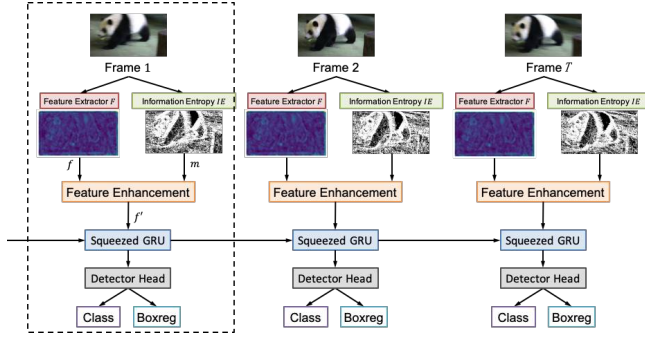 Frame 1
Frame 2
Frame T
Feature Extractor F
Information Entropy IE
Feature Extractor F
Information Entropy IE
Feature Extractor F
Information Entropy IE
f
m
Feature Enhancement
Feature Enhancement
Feature Enhancement
f'
Squeezed GRU
Squeezed GRU
Squeezed GRU
Detector Head
Detector Head
Detector Head
Class
Boxreg
Class
Boxreg
Class
Boxreg